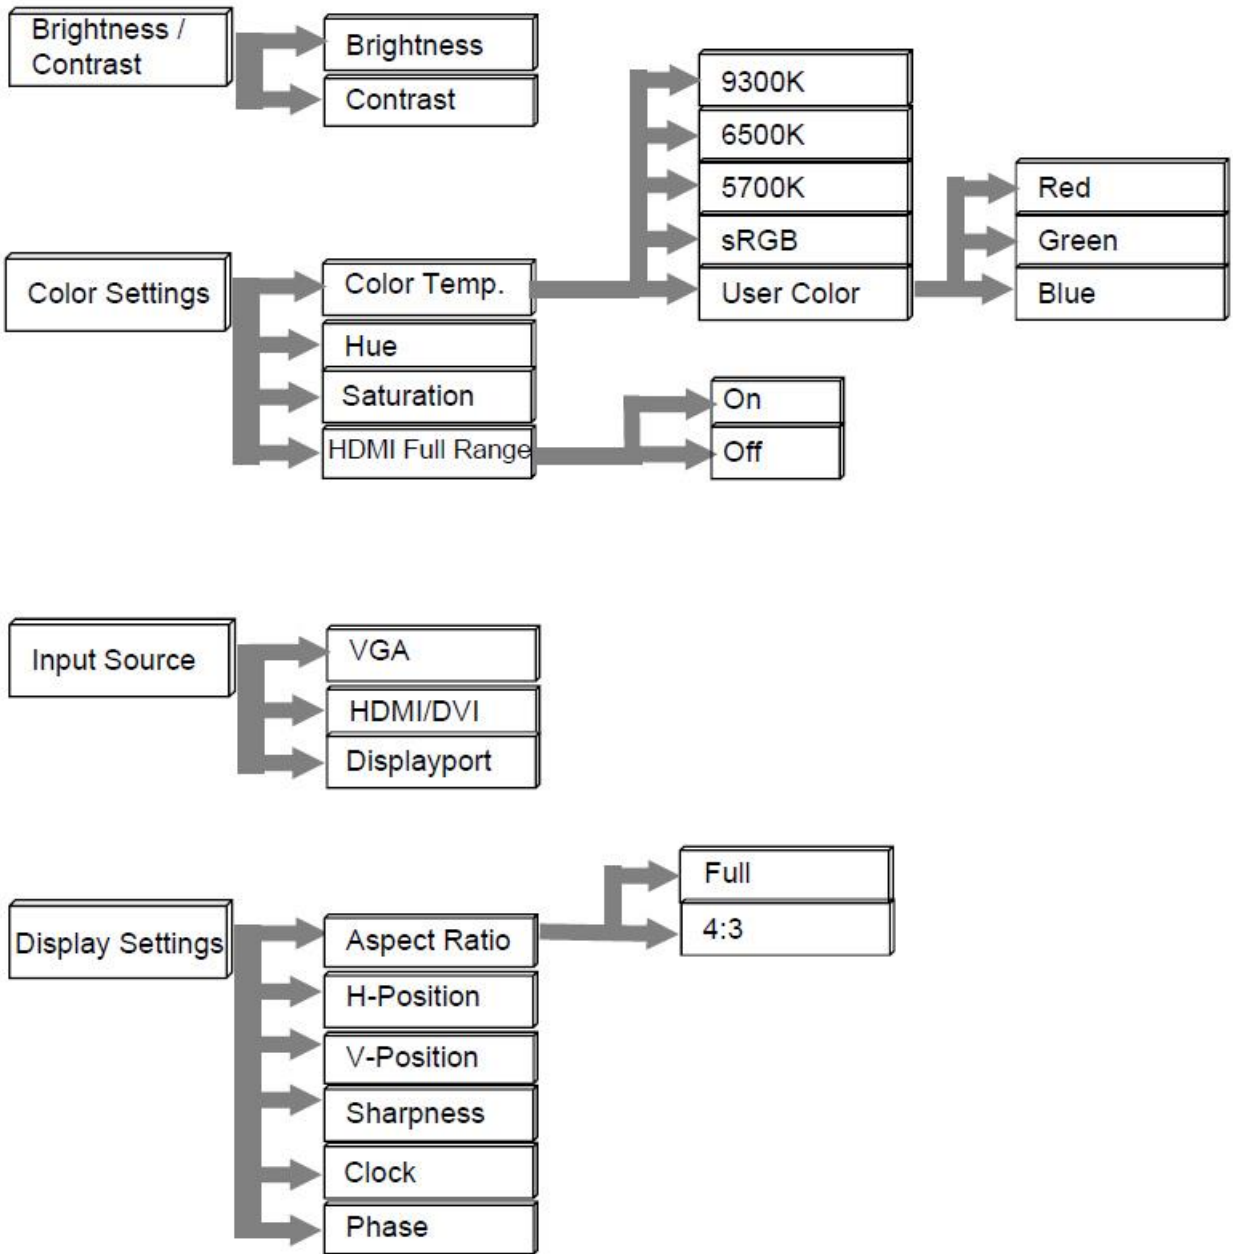 Brightness /
Contrast
Brightness
Contrast
Color Settings
Color Temp.
Hue
Saturation
HDMI Full Range
9300K
6500K
5700K
sRGB
User Color
Red
Green
Blue
On
Off
Input Source
VGA
HDMI/DVI
Displayport
Display Settings
Aspect Ratio
H-Position
V-Position
Sharpness
Clock
Phase
Full
4:3